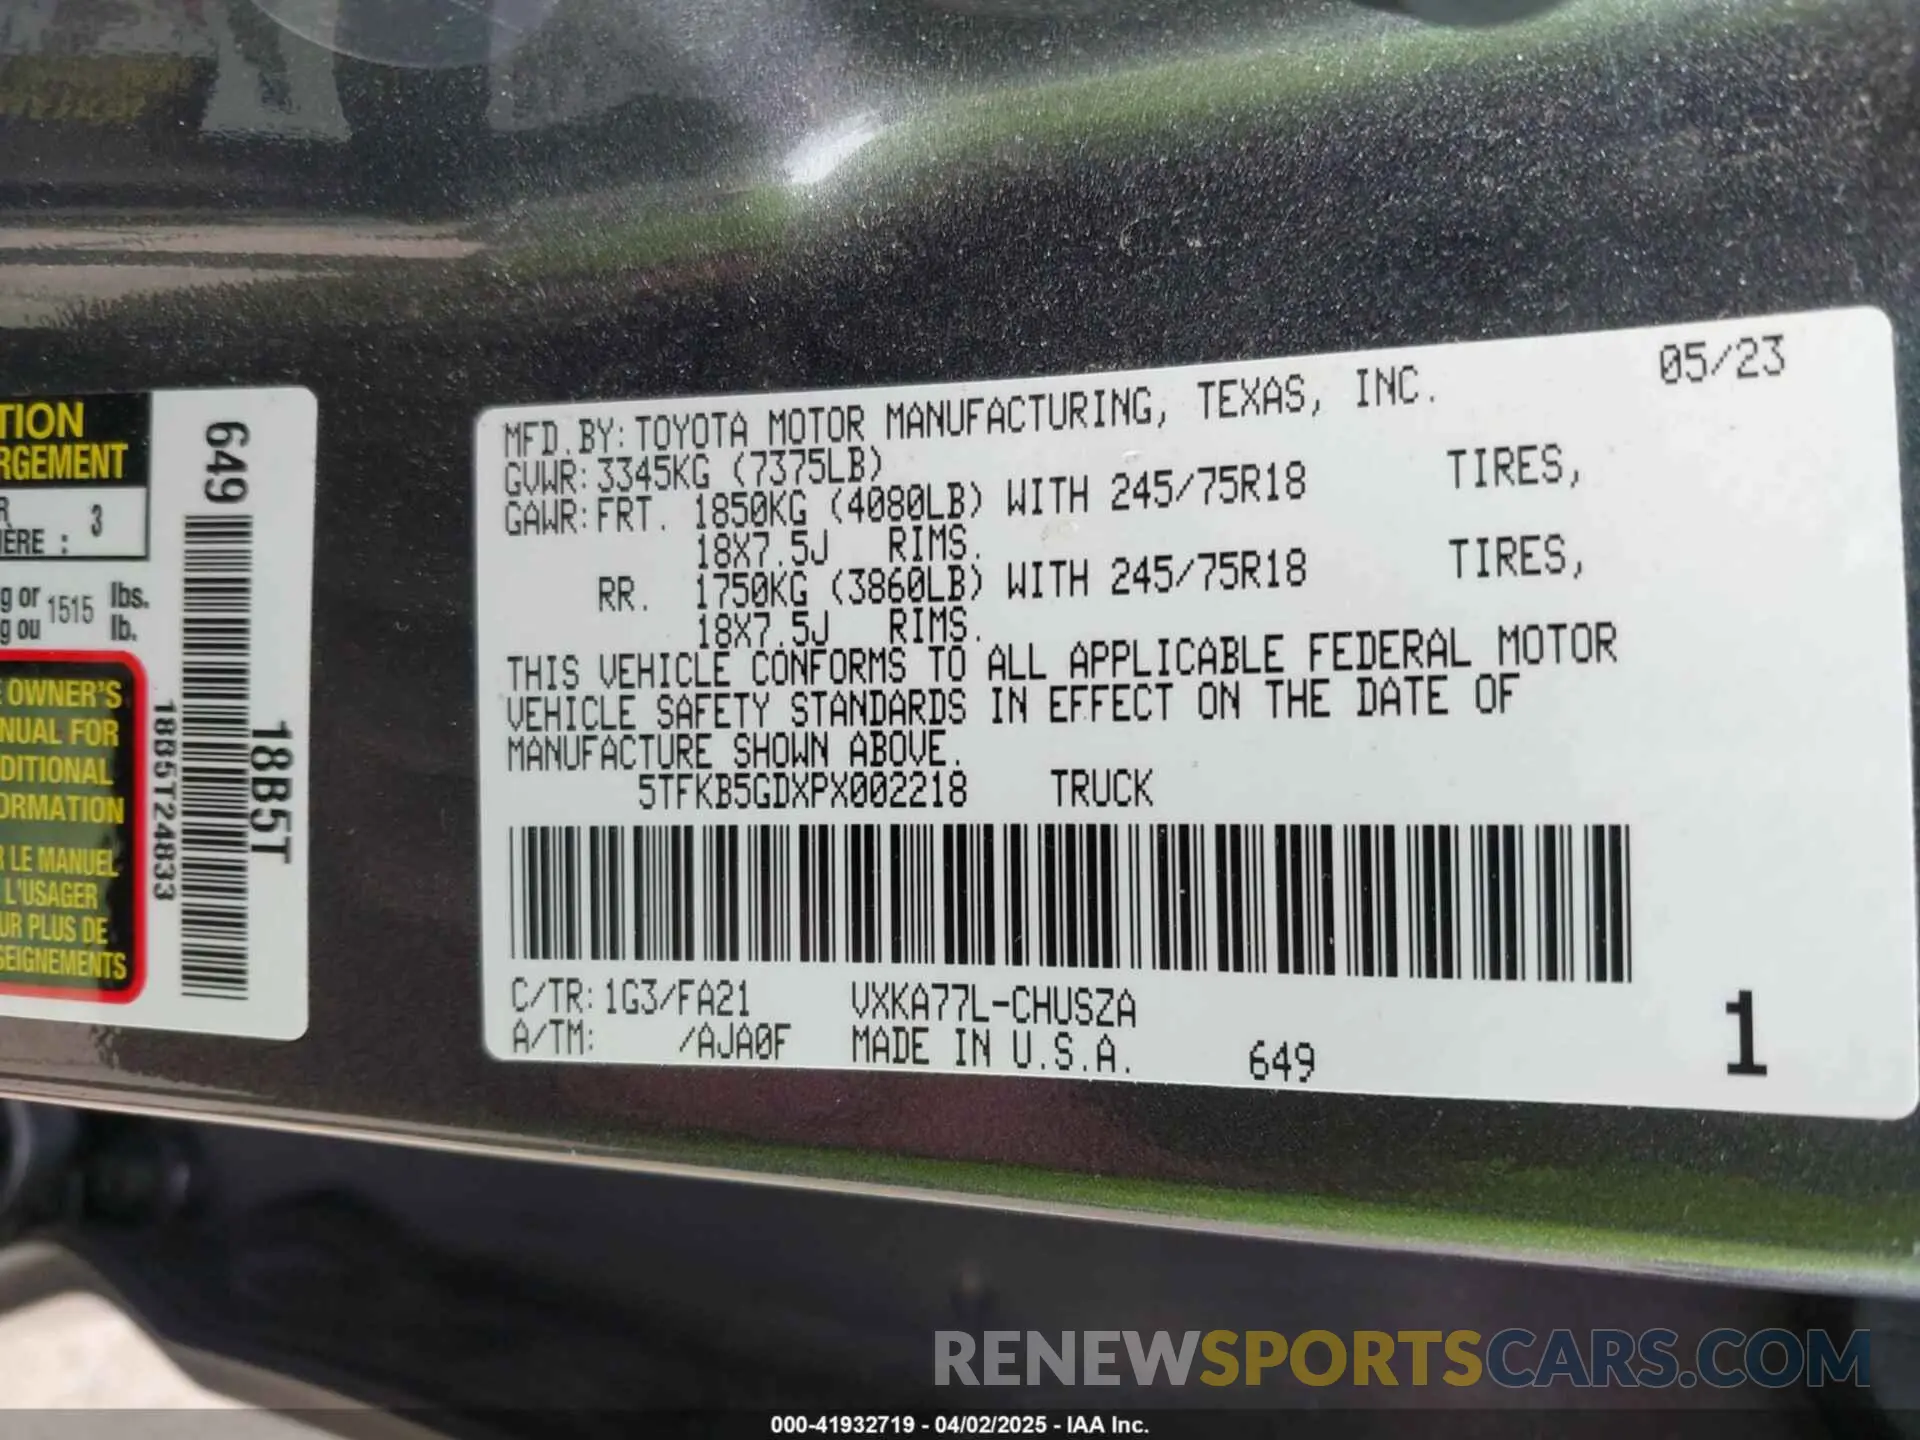 TION
RGEMENT
R
IERE : 3
g or 1515 lbs.
g ou lb.
E OWNER'S
NUAL FOR
DITIONAL
ORMATION
R LE MANUEL
L'USAGER
UR PLUS DE
SEIGNEMENTS
649
18B5T
1885T24833
05/23
MFD.BY:TOYOTA MOTOR MANUFACTURING, TEXAS, INC.
GVWR:3345KG (7375LB)
GAWR:FRT. 1850KG (4080LB) WITH 245/75R18 TIRES,
18X7.5J RIMS.
RR. 1750KG (3860LB) WITH 245/75R18 TIRES,
18X7.5J RIMS.
THIS VEHICLE CONFORMS TO ALL APPLICABLE FEDERAL MOTOR
VEHICLE SAFETY STANDARDS IN EFFECT ON THE DATE OF
MANUFACTURE SHOWN ABOVE.
5TFKB5GDXPX002218 TRUCK
C/TR:1G3/FA21 VXKA77L-CHUSZA
A/TM: /AJA0F MADE IN U.S.A. 649
1
RENEWSPORTSCARS.COM
000-41932719 - 04/02/2025 - IAA Inc.